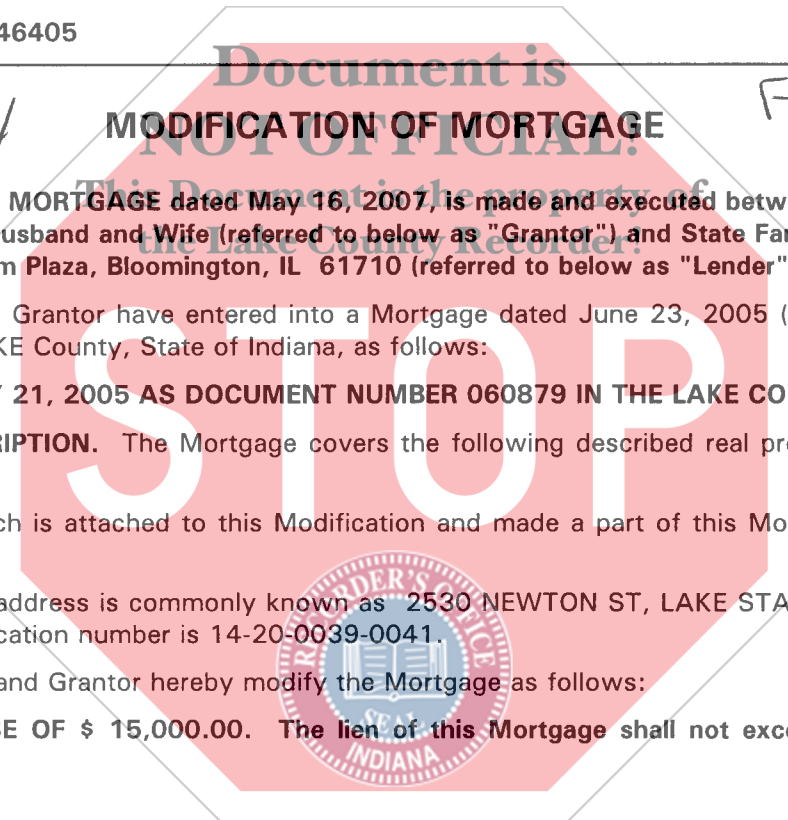 46405
Document is
NOT OFFICIAL!
MODIFICATION OF MORTGAGE
This Document is the property of
the Lake County Recorder!
MORTGAGE dated May 16, 2007, is made and executed betw
usband and Wife (referred to below as "Grantor") and State Far
m Plaza, Bloomington, IL 61710 (referred to below as "Lender"
Grantor have entered into a Mortgage dated June 23, 2005 (
KE County, State of Indiana, as follows:
Y 21, 2005 AS DOCUMENT NUMBER 060879 IN THE LAKE CO
RIPTION. The Mortgage covers the following described real pre
STOP
ch is attached to this Modification and made a part of this Mo
address is commonly known as 2530 NEWTON ST, LAKE STA
cation number is 14-20-0039-0041.
and Grantor hereby modify the Mortgage as follows:
SE OF $ 15,000.00. The lien of this Mortgage shall not exce
RECORDER'S OFFICE
SEAL
INDIANA